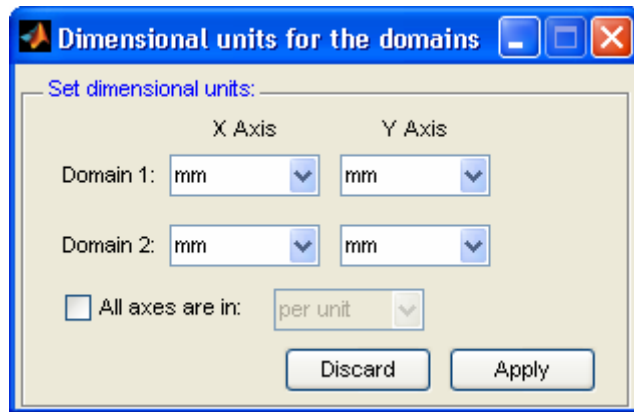 Dimensional units for the domains
Set dimensional units:
X Axis Y Axis
Domain 1: mm mm
Domain 2: mm mm
All axes are in: per unit
Discard Apply